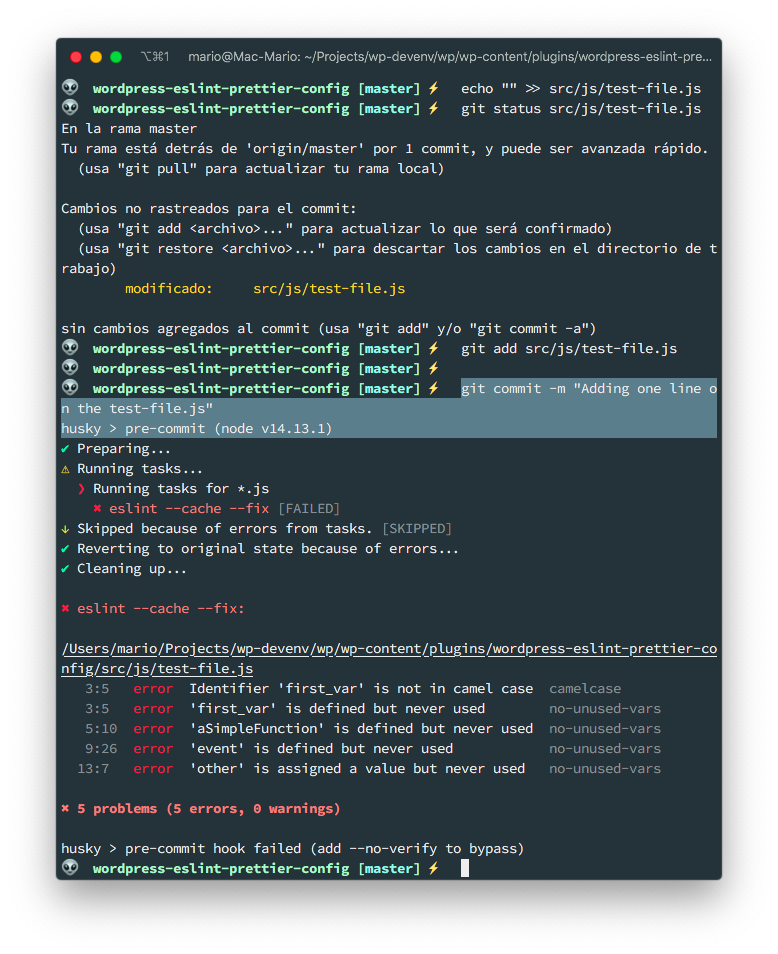 ⌥⌘1 mario@Mac-Mario: ~/Projects/wp-devenv/wp/wp-content/plugins/wordpress-eslint-pre...
👽 wordpress-eslint-prettier-config [master] ⚡ echo "" >> src/js/test-file.js
👽 wordpress-eslint-prettier-config [master] ⚡ git status src/js/test-file.js
En la rama master
Tu rama está detrás de 'origin/master' por 1 commit, y puede ser avanzada rápido.
(usa "git pull" para actualizar tu rama local)
Cambios no rastreados para el commit:
(usa "git add <archivo>..." para actualizar lo que será confirmado)
(usa "git restore <archivo>..." para descartar los cambios en el directorio de t
rabajo)
modificado: src/js/test-file.js
sin cambios agregados al commit (usa "git add" y/o "git commit -a")
👽 wordpress-eslint-prettier-config [master] ⚡ git add src/js/test-file.js
👽 wordpress-eslint-prettier-config [master] ⚡
👽 wordpress-eslint-prettier-config [master] ⚡ git commit -m "Adding one line o
n the test-file.js"
husky > pre-commit (node v14.13.1)
✔ Preparing...
⚠ Running tasks...
❯ Running tasks for *.js
✖ eslint --cache --fix [FAILED]
↓ Skipped because of errors from tasks. [SKIPPED]
✔ Reverting to original state because of errors...
✔ Cleaning up...
✖ eslint --cache --fix:
/Users/mario/Projects/wp-devenv/wp/wp-content/plugins/wordpress-eslint-prettier-co
nfig/src/js/test-file.js
3:5 error Identifier 'first_var' is not in camel case camelcase
3:5 error 'first_var' is defined but never used no-unused-vars
5:10 error 'aSimpleFunction' is defined but never used no-unused-vars
9:26 error 'event' is defined but never used no-unused-vars
13:7 error 'other' is assigned a value but never used no-unused-vars
✖ 5 problems (5 errors, 0 warnings)
husky > pre-commit hook failed (add --no-verify to bypass)
👽 wordpress-eslint-prettier-config [master] ⚡